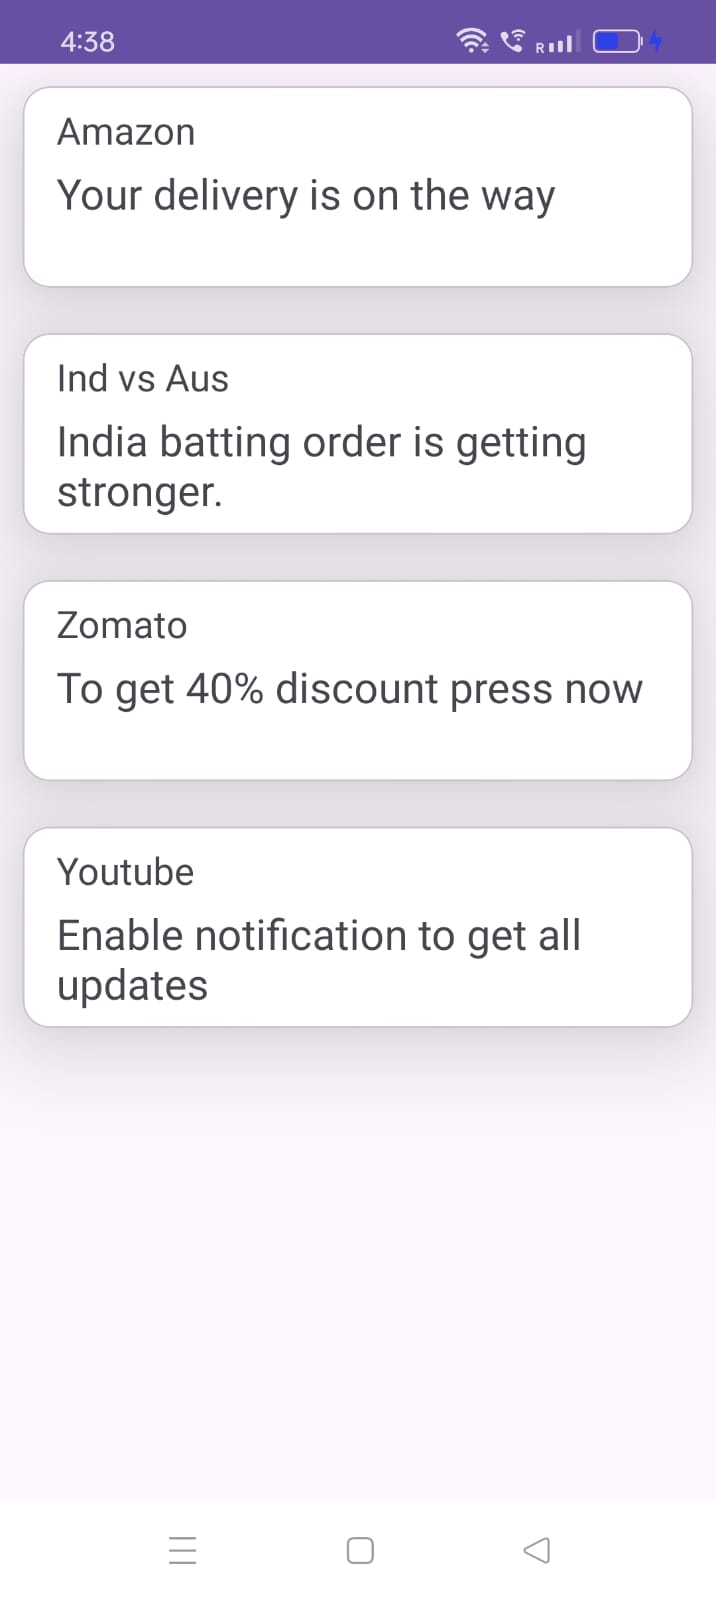 4:38
R
Amazon
Your delivery is on the way
Ind vs Aus
India batting order is getting
stronger.
Zomato
To get 40% discount press now
Youtube
Enable notification to get all
updates